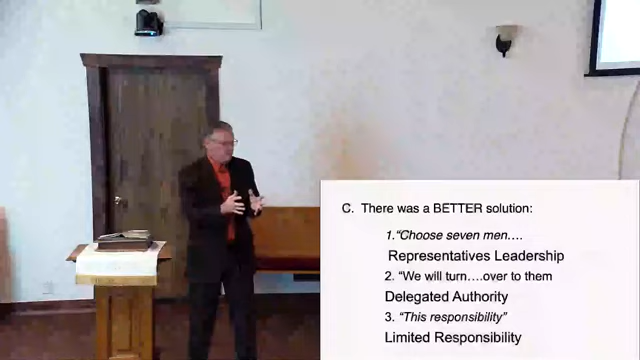 C. There was a BETTER solution:
1."Choose seven men....
Representatives Leadership
2. "We will turn....over to them
Delegated Authority
3. "This responsibility"
Limited Responsibility